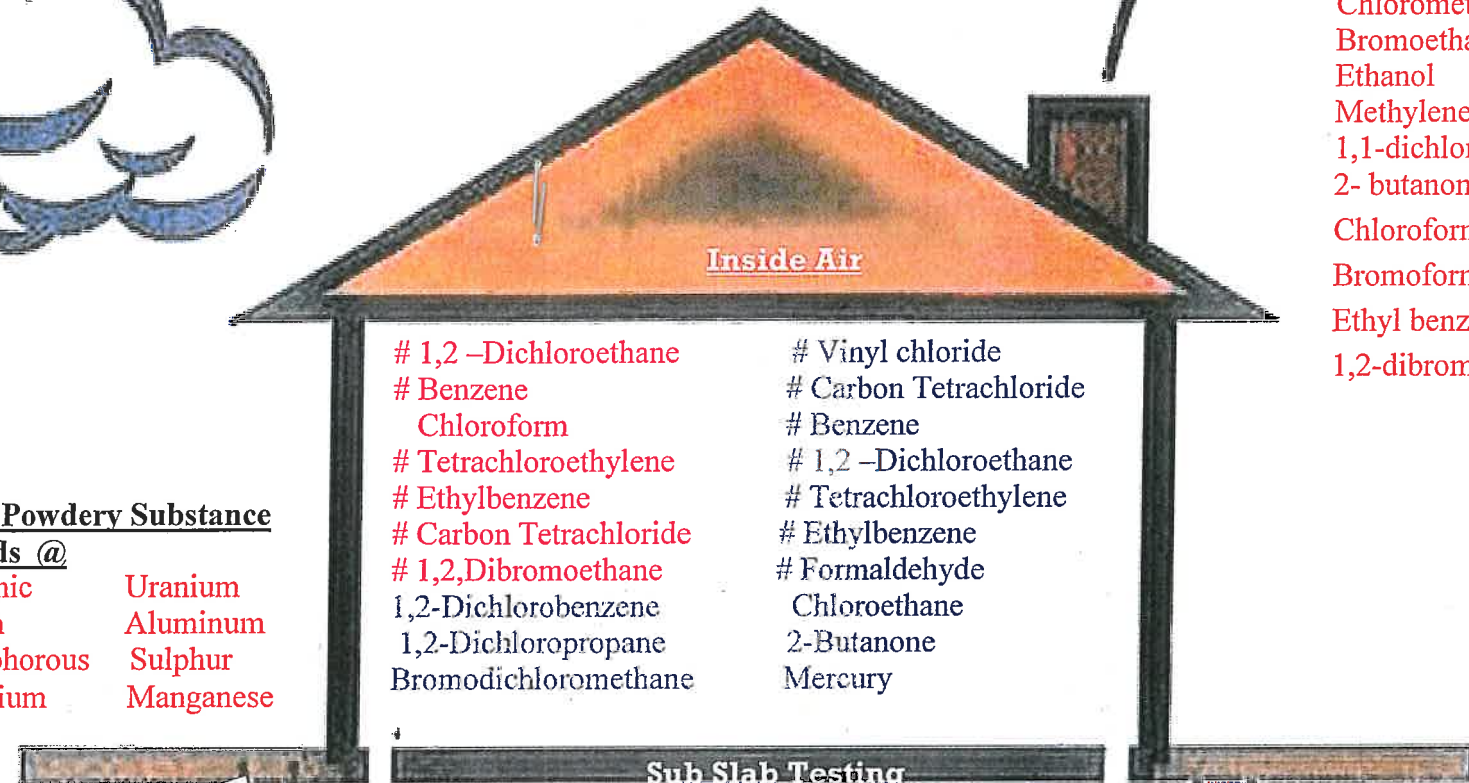 Ethanol
Inside Air
# 1,2 –Dichloroethane
# Benzene
Chloroform
# Tetrachloroethylene
# Ethylbenzene
# Carbon Tetrachloride
# 1,2,Dibromoethane
1,2-Dichlorobenzene
1,2-Dichloropropane
Bromodichloromethane
# Vinyl chloride
# Carbon Tetrachloride
# Benzene
# 1,2 –Dichloroethane
# Tetrachloroethylene
# Ethylbenzene
# Formaldehyde
Chloroethane
2-Butanone
Mercury
Powdery Substance
@
Uranium
Aluminum
Sulphur
Manganese
2-
Ethyl
Sub Slab Testing